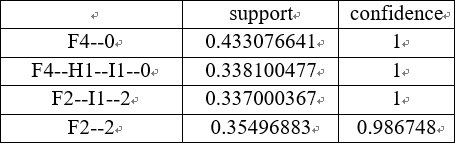 support confidence
F4--0 0.433076641 1
F4--H1--I1--0 0.338100477 1
F2--I1--2 0.337000367 1
F2--2 0.35496883 0.986748